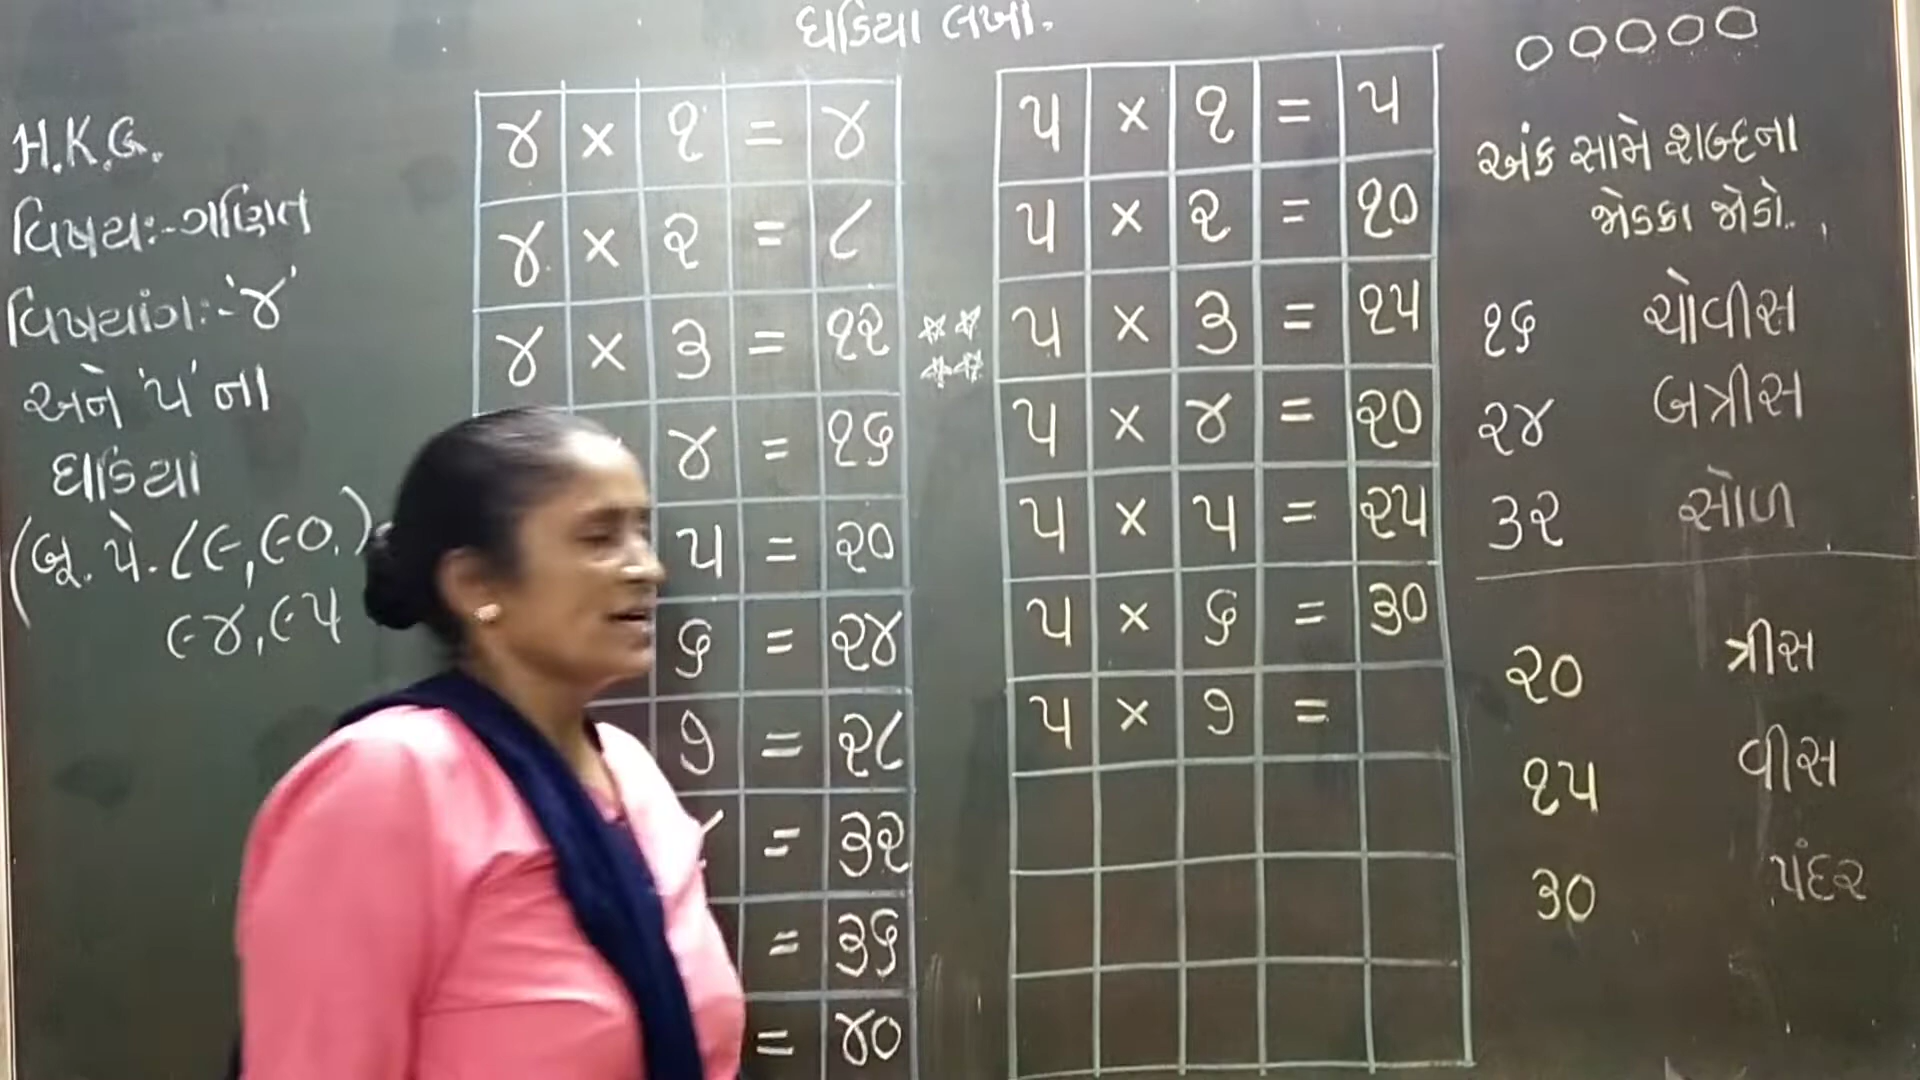 ઘડિયા લખો.
H.K.G.
વિષય:-ગણિત
વિષયાંગ:-'૪'
અને '૫' ના
ઘડિયા
(બૂ. પે. ૮૯,૯૦.)
૯૪,૯૫
૪ × ૧ = ૪
૪ × ૨ = ૮
૪ × ૩ = ૧૨
૪ = ૧૬
૫ = ૨૦
૬ = ૨૪
૭ = ૨૮
= ૩૨
= ૩૬
= ૪૦
૫ × ૧ = ૫
૫ × ૨ = ૧૦
૫ × ૩ = ૧૫
૫ × ૪ = ૨૦
૫ × ૫ = ૨૫
૫ × ૬ = ૩૦
૫ × ૭ =
૦૦૦૦૦
અંક સામે શબ્દના
જોડકા જોડો..
૧૬ ચોવીસ
૨૪ બત્રીસ
૩૨ સોળ
૨૦ ત્રીસ
૧૫ વીસ
૩૦ પંદર